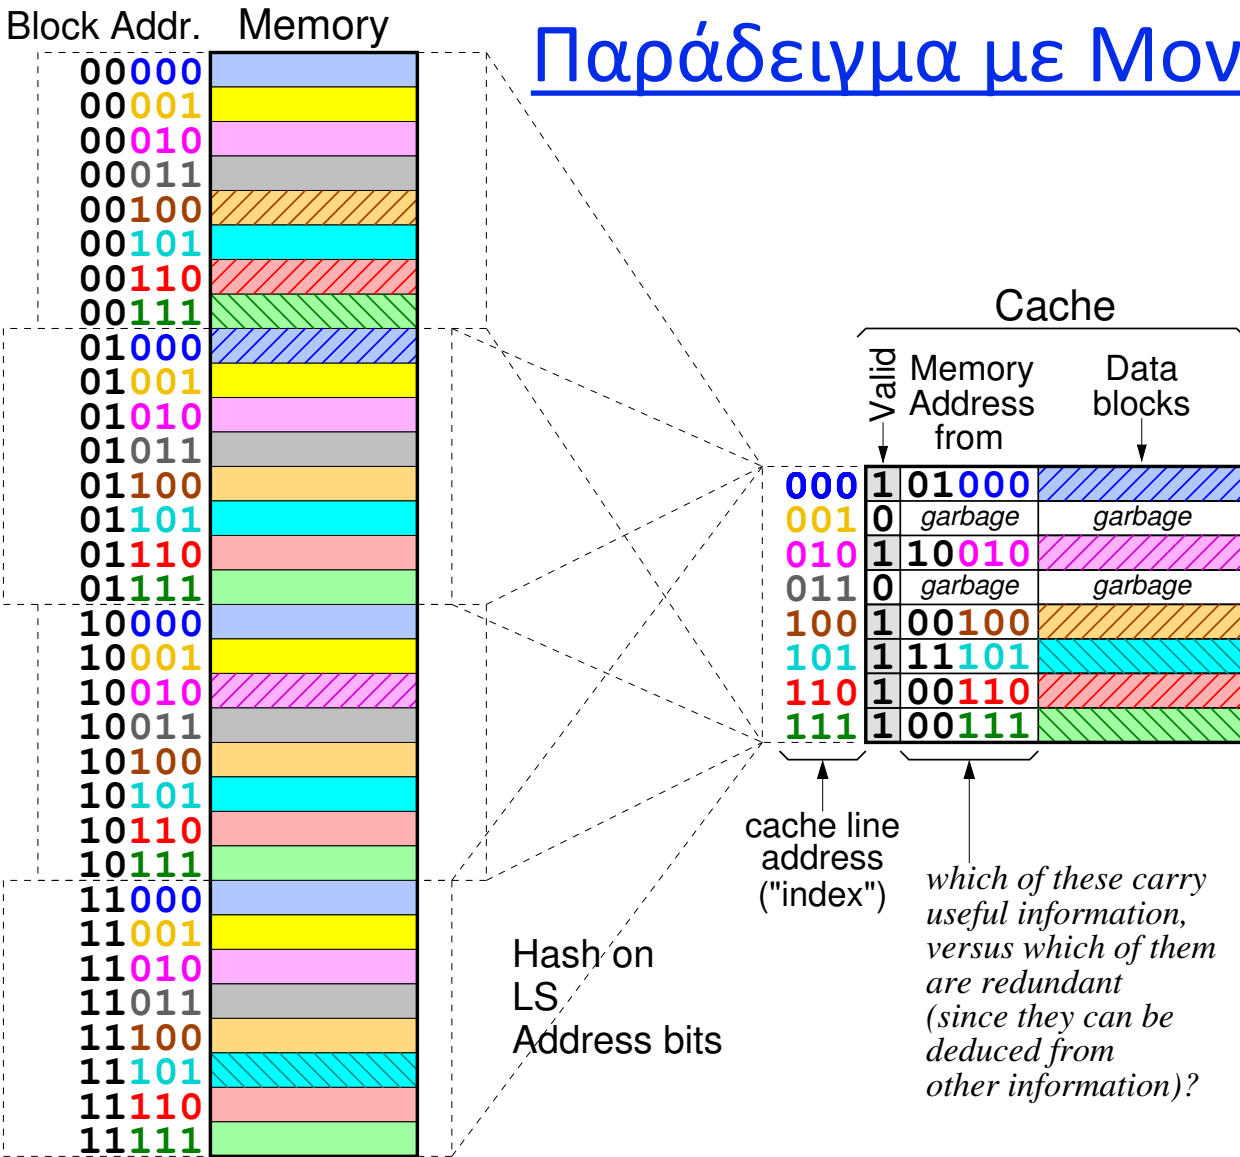 Block Addr. Memory
Παράδειγμα με Μον
00000
00001
00010
00011
00100
00101
00110
00111
01000
01001
01010
01011
01100
01101
01110
01111
10000
10001
10010
10011
10100
10101
10110
10111
11000
11001
11010
11011
11100
11101
11110
11111
Hash on
LS
Address bits
Cache
Valid
Memory
Address
from
Data
blocks
000 1 01000
001 0 garbage garbage
010 1 10010
011 0 garbage garbage
100 1 00100
101 1 11101
110 1 00110
111 1 00111
cache line
address
("index")
which of these carry
useful information,
versus which of them
are redundant
(since they can be
deduced from
other information)?